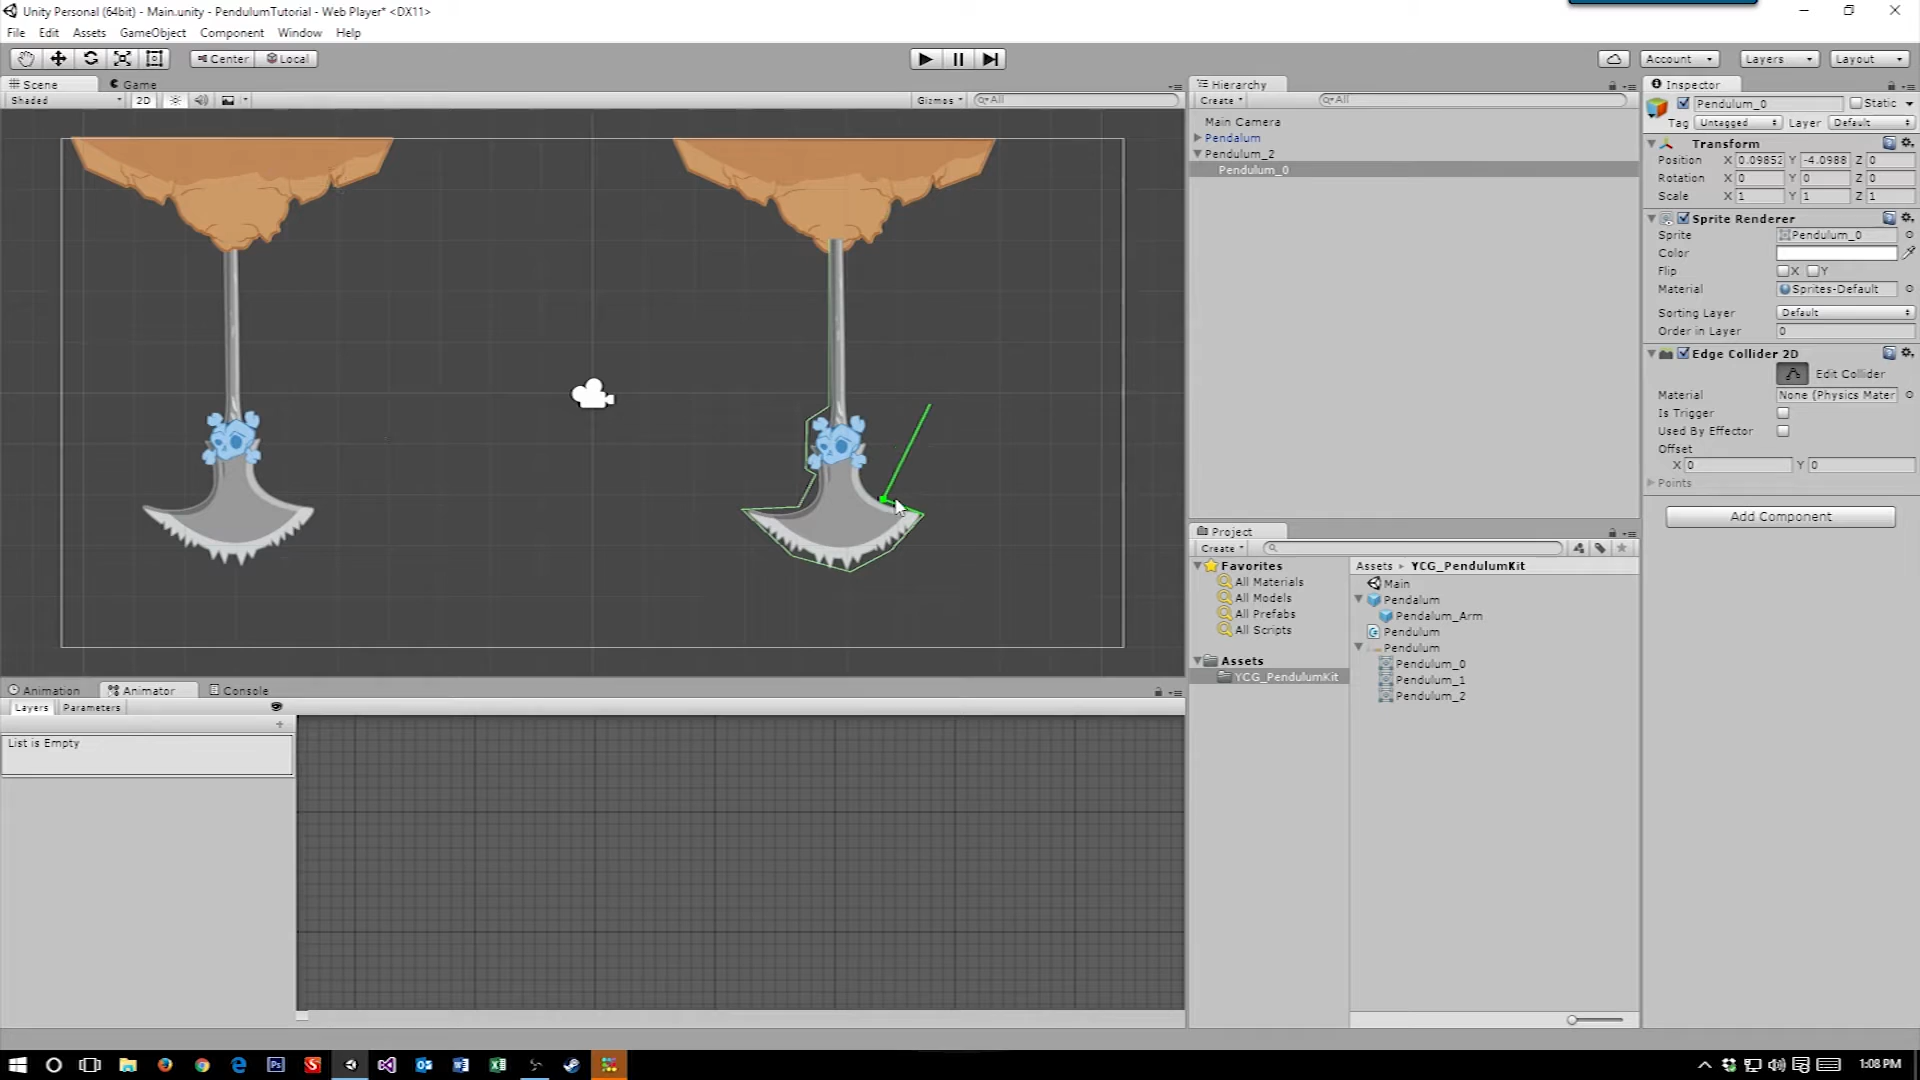 Unity Personal (64bit) - Main.unity - PendulumTutorial - Web Player* <DX11>
File Edit Assets GameObject Component Window Help
Center Local Account Layers Layout
Scene Game
Shaded 2D Gizmos All
Hierarchy
Create All
Main Camera
Pendalum
Pendulum_2
Pendulum_0
Inspector
Pendulum_0 Static
Tag Untagged Layer Default
Transform
Position X 0.09852 Y -4.0988 Z 0
Rotation X 0 Y 0 Z 0
Scale X 1 Y 1 Z 1
Sprite Renderer
Sprite Pendulum_0
Color
Flip X Y
Material Sprites-Default
Sorting Layer Default
Order in Layer 0
Edge Collider 2D
Edit Collider
Material None (Physics Mater
Is Trigger
Used By Effector
Offset
X 0 Y 0
Points
Add Component
Project
Create
Favorites
All Materials
All Models
All Prefabs
All Scripts
Assets
YCG_PendulumKit
Assets YCG_PendulumKit
Main
Pendalum
Pendalum_Arm
Pendulum
Pendulum
Pendulum_0
Pendulum_1
Pendulum_2
Animation Animator Console
Layers Parameters
List is Empty
1:08 PM